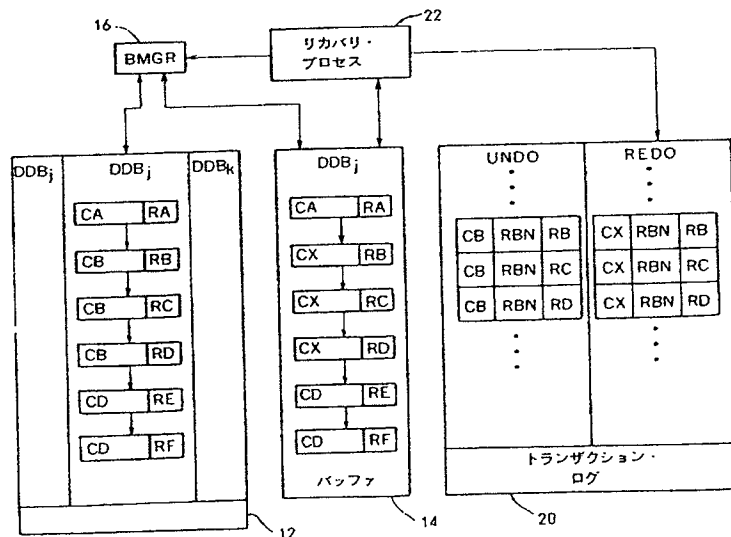 16
22
BMGR
リカバリ・
プロセス
DDBj DDBj DDBk
CA RA
CB RB
CB RC
CB RD
CD RE
CD RF
12
DDBj
CA RA
CX RB
CX RC
CX RD
CD RE
CD RF
バッファ
14
UNDO REDO
CB RBN RB CX RBN RB
CB RBN RC CX RBN RC
CB RBN RD CX RBN RD
トランザクション・
ログ
20